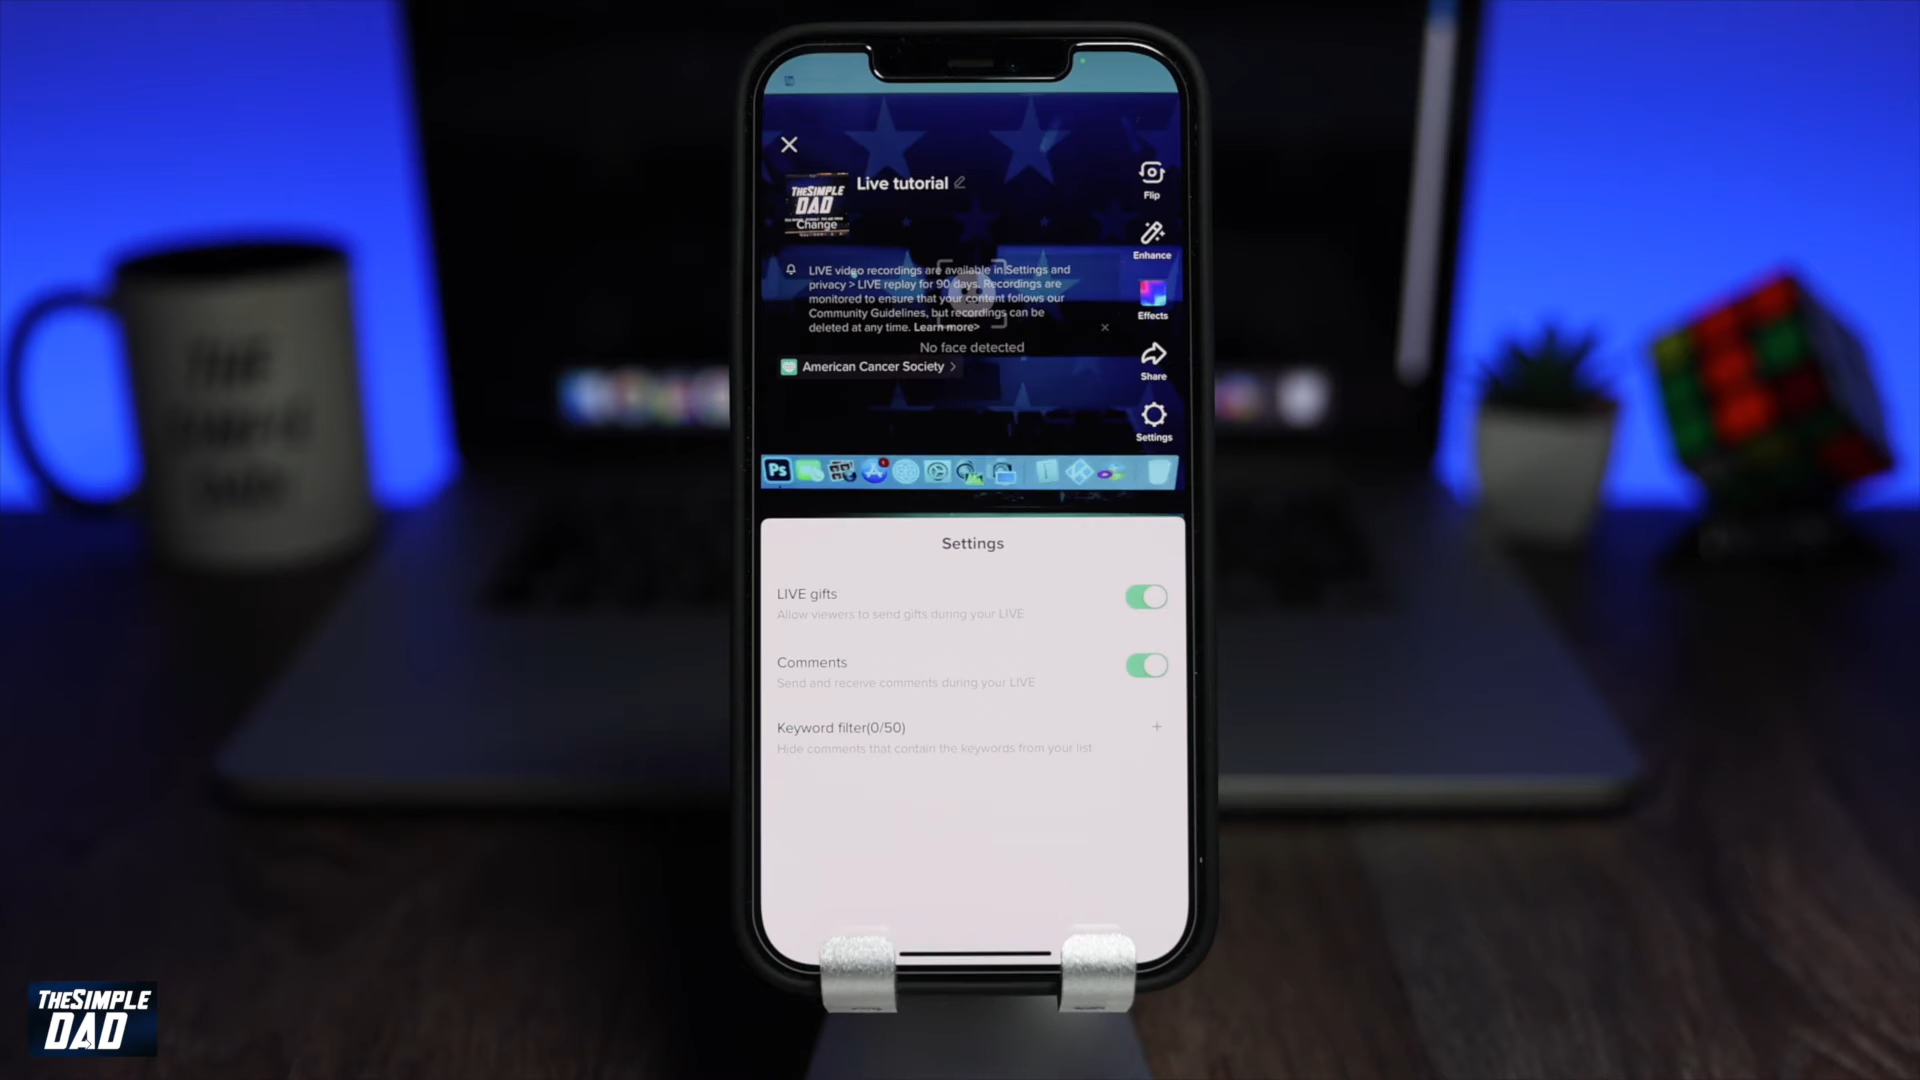 Live tutorial
THESIMPLE
DAD
Change
Flip
Enhance
LIVE video recordings are available in Settings and
privacy > LIVE replay for 90 days. Recordings are
monitored to ensure that your content follows our
Community Guidelines, but recordings can be
deleted at any time. Learn more>
Effects
No face detected
American Cancer Society >
Share
Settings
Ps
Settings
LIVE gifts
Allow viewers to send gifts during your LIVE
Comments
Send and receive comments during your LIVE
Keyword filter(0/50)
Hide comments that contain the keywords from your list
THE
THESIMPLE
DAD